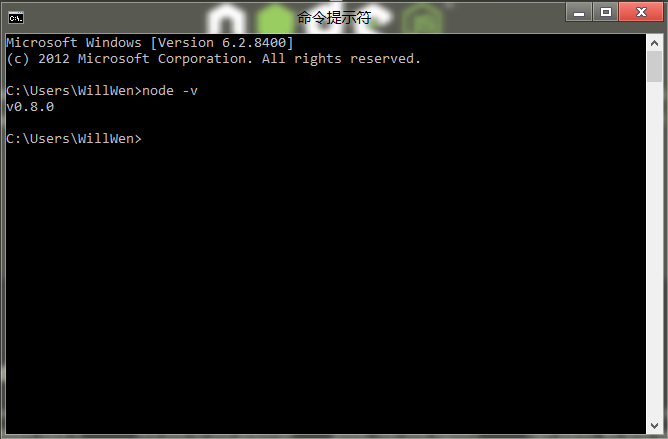 命令提示符
Microsoft Windows [Version 6.2.8400]
(c) 2012 Microsoft Corporation. All rights reserved.
C:\Users\WillWen>node -v
v0.8.0
C:\Users\WillWen>